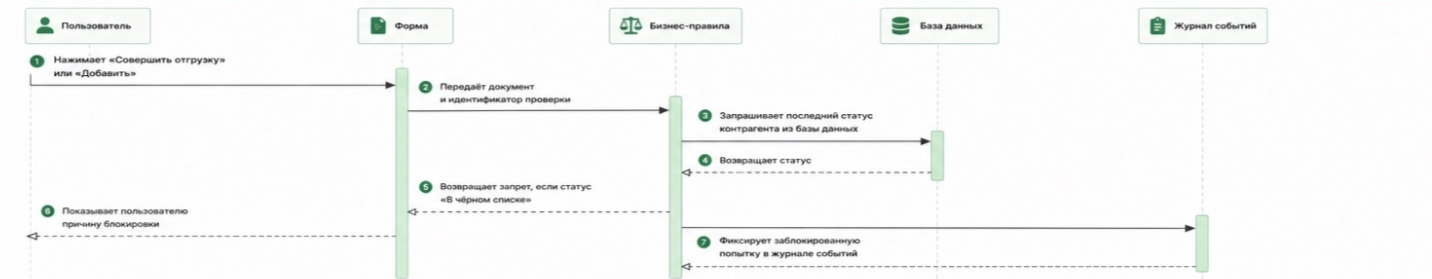 Пользователь
Форма
Бизнес-правила
База данных
Журнал событий
1 Нажимает «Совершить отгрузку»
или «Добавить»
2 Передаёт документ
и идентификатор проверки
3 Запрашивает последний статус
контрагента из базы данных
4 Возвращает статус
5 Возвращает запрет, если статус
«В чёрном списке»
6 Показывает пользователю
причину блокировки
7 Фиксирует заблокированную
попытку в журнале событий